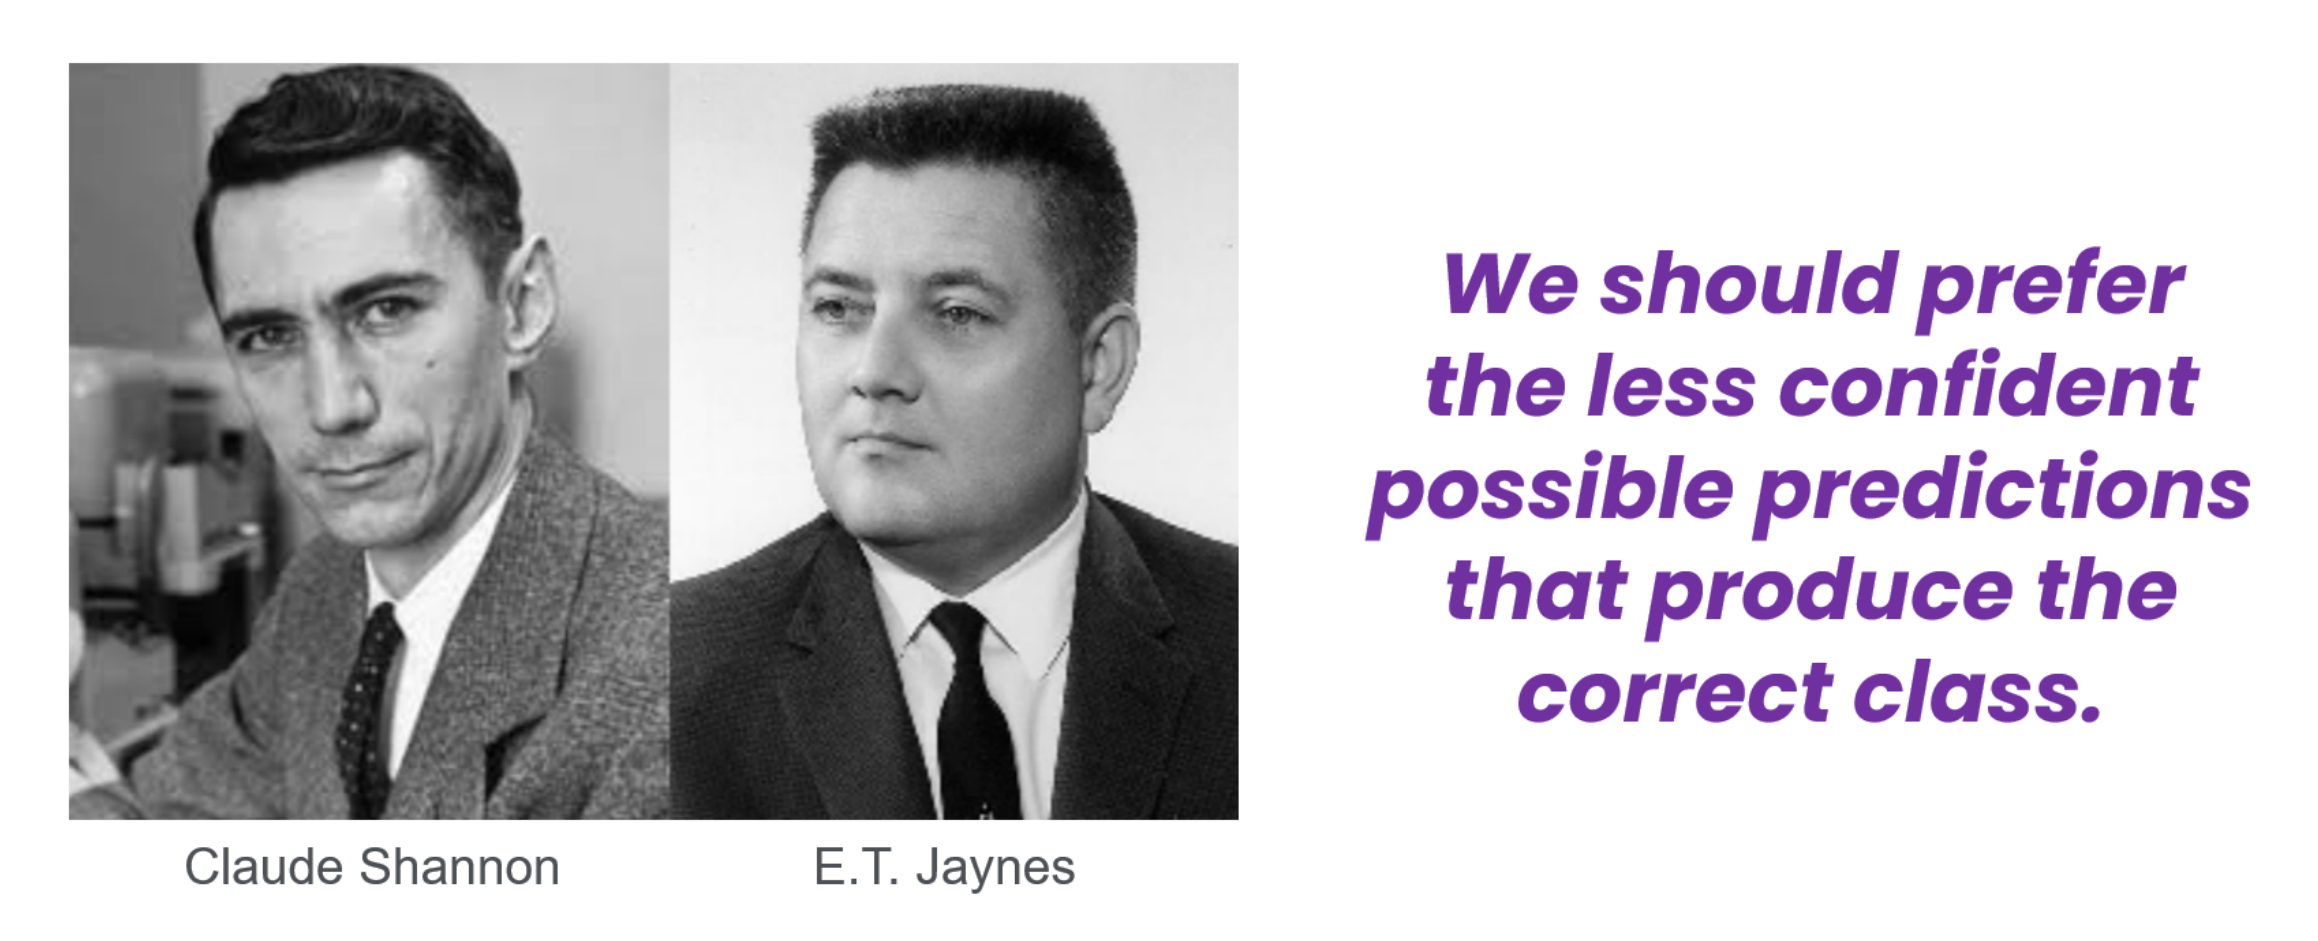 We should prefer
the less confident
possible predictions
that produce the
correct class.
Claude Shannon
E.T. Jaynes